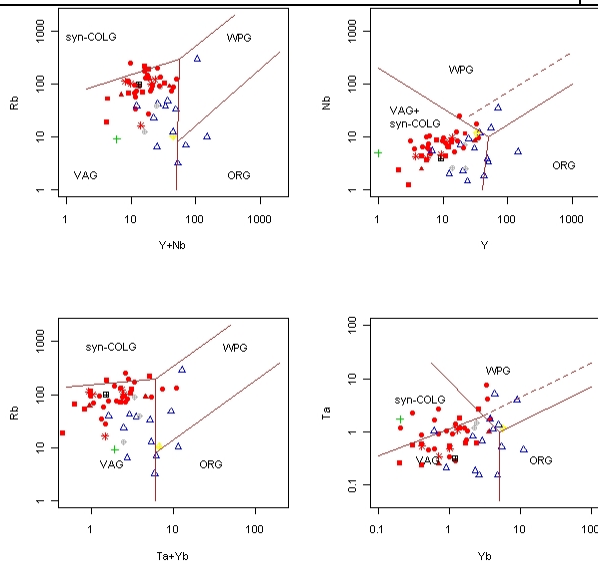 syn-COLG
WPG
VAG
ORG
Rb
1 10 100 1000
1 10 100 1000
Y+Nb
WPG
VAG+
syn-COLG
ORG
Nb
1 10 100 1000
1 10 100 1000
Y
syn-COLG
WPG
VAG
ORG
Rb
1 10 100 1000
1 10 100
Ta+Yb
WPG
syn-COLG
VAG
ORG
Ta
0.1 1 10 100
0.1 1 10 100
Yb